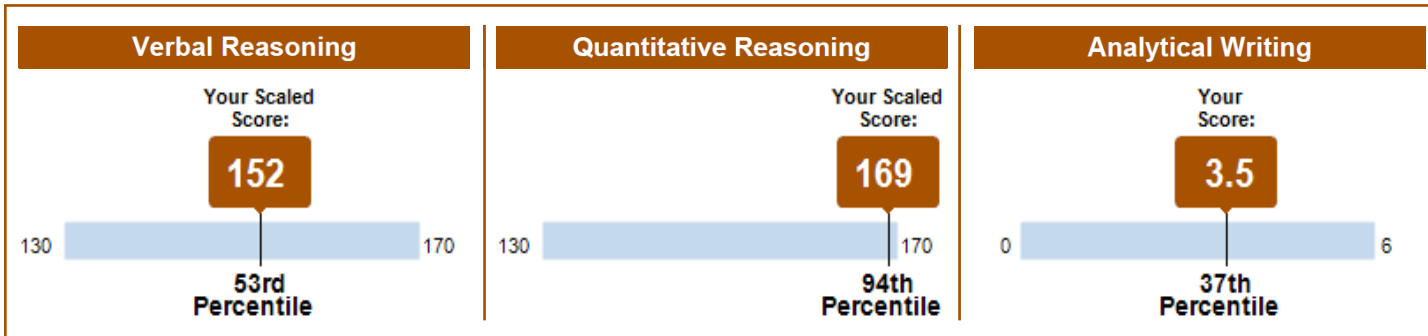 Verbal Reasoning
Your Scaled
Score:
152
130
170
53rd
Percentile
Quantitative Reasoning
Your Scaled
Score:
169
130
170
94th
Percentile
Analytical Writing
Your
Score:
3.5
0
6
37th
Percentile